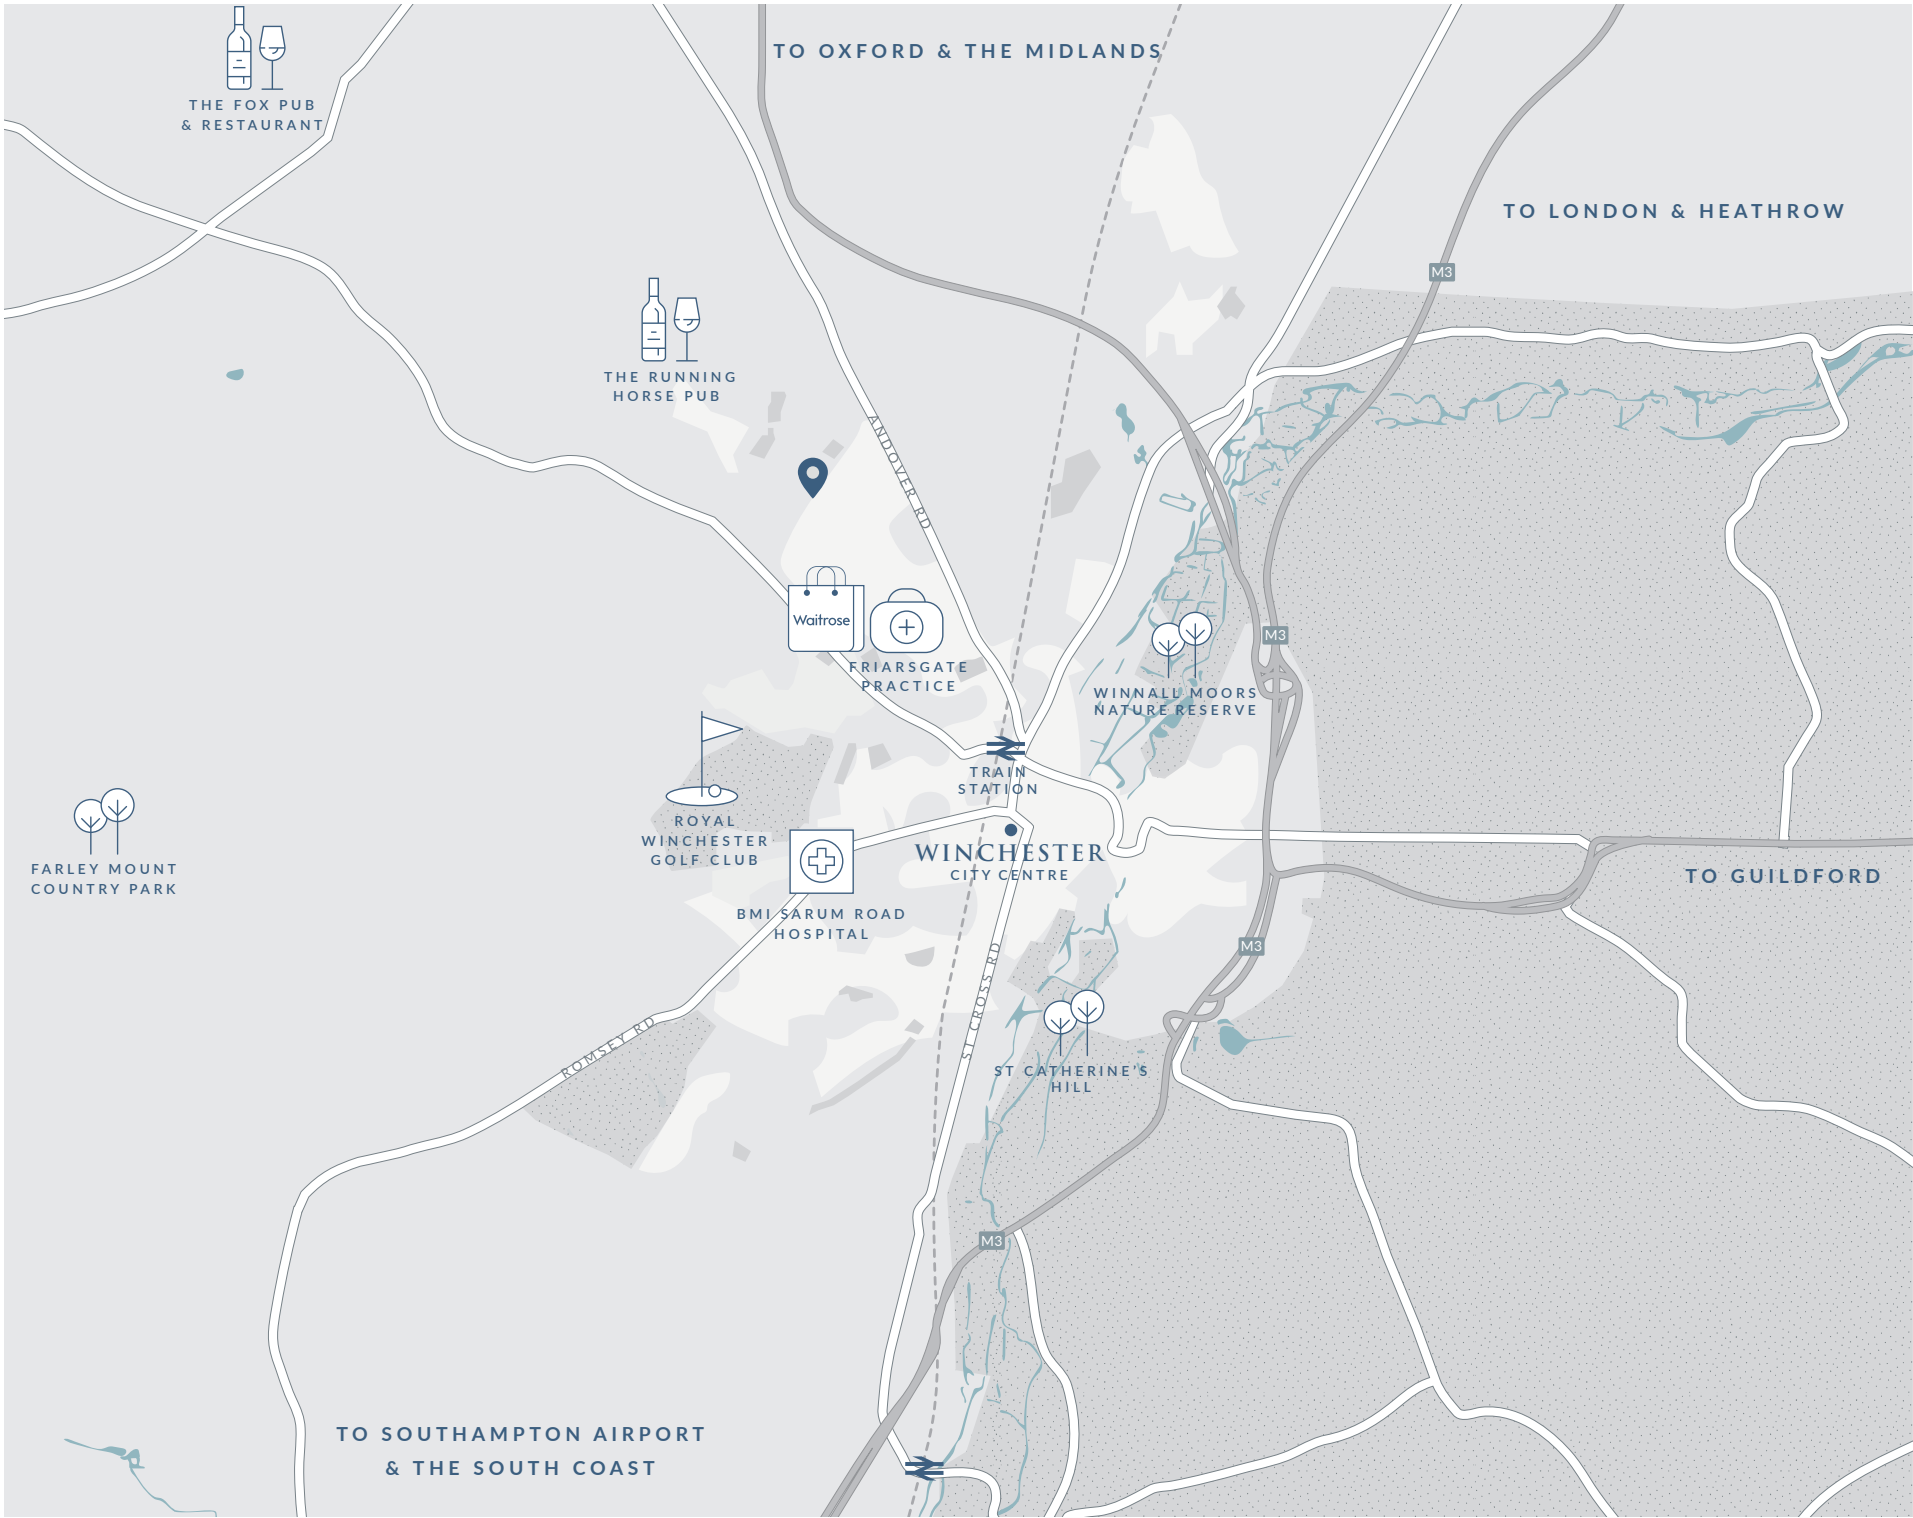 TO OXFORD & THE MIDLANDS
THE FOX PUB
& RESTAURANT
TO LONDON & HEATHROW
M3
THE RUNNING
HORSE PUB
ANDOVER RD
Waitrose
M3
FRIARSGATE
PRACTICE
WINNALL MOORS
NATURE RESERVE
TRAIN
STATION
ROYAL
WINCHESTER
GOLF CLUB
WINCHESTER
CITY CENTRE
FARLEY MOUNT
COUNTRY PARK
TO GUILDFORD
BMI SARUM ROAD
HOSPITAL
M3
ST CROSS RD
ROMSEY RD
ST CATHERINE'S
HILL
M3
TO SOUTHAMPTON AIRPORT
& THE SOUTH COAST